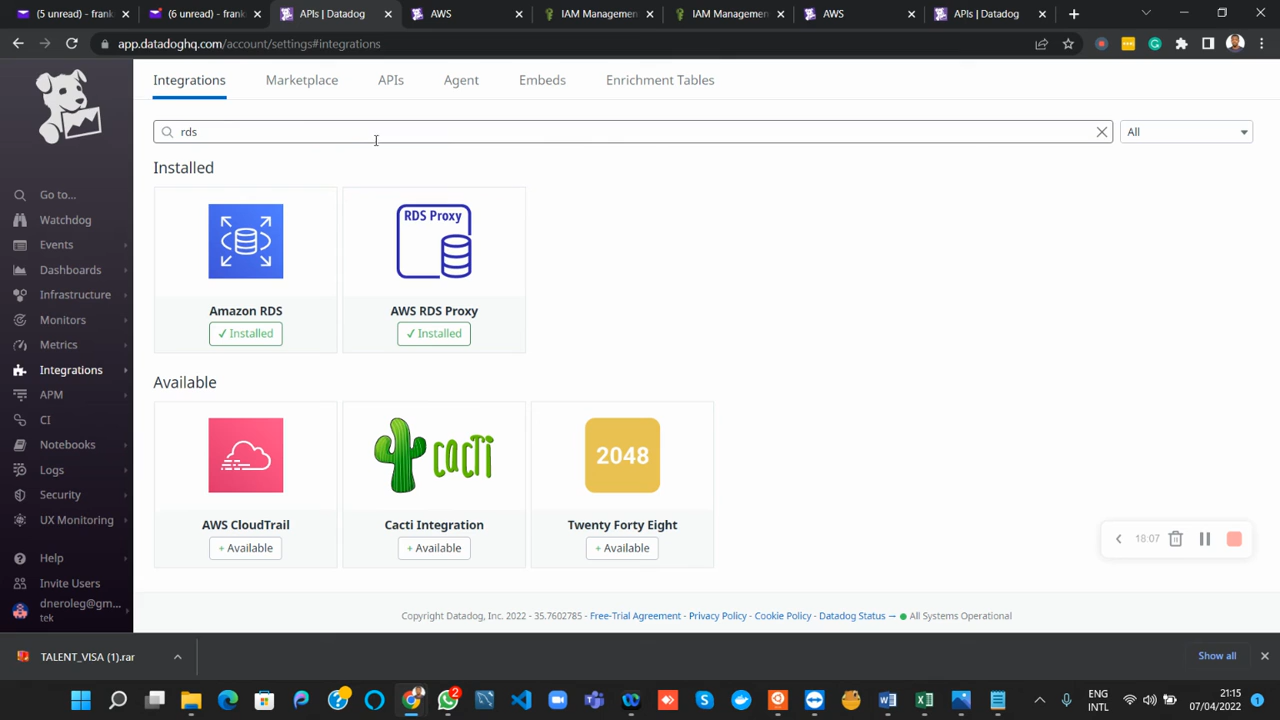 (5 unread) - frank
(6 unread) - frank
APIs | Datadog
AWS
IAM Managemen
IAM Managemen
AWS
APIs | Datadog
app.datadoghq.com/account/settings#integrations
Integrations
Marketplace
APIs
Agent
Embeds
Enrichment Tables
rds
All
Go to...
Watchdog
Events
Dashboards
Infrastructure
Monitors
Metrics
Integrations
APM
CI
Notebooks
Logs
Security
UX Monitoring
Help
Invite Users
dneroleg@gm...
tek
Installed
RDS Proxy
Amazon RDS
AWS RDS Proxy
✓ Installed
✓ Installed
Available
cacti
2048
AWS CloudTrail
Cacti Integration
Twenty Forty Eight
+ Available
+ Available
+ Available
18:07
Copyright Datadog, Inc. 2022 - 35.7602785 - Free-Trial Agreement - Privacy Policy - Cookie Policy - Datadog Status → All Systems Operational
TALENT_VISA (1).rar
Show all
2
ENG
INTL
21:15
07/04/2022